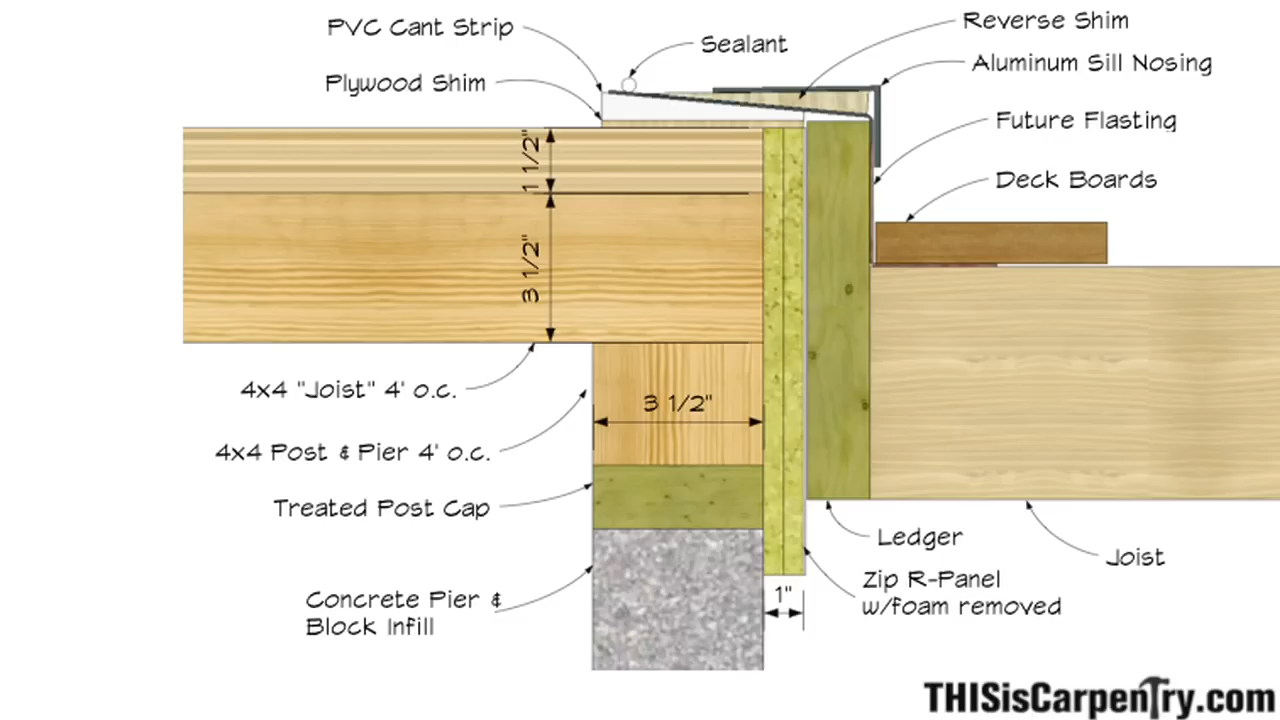 PVC Cant Strip
Sealant
Reverse Shim
Plywood Shim
Aluminum Sill Nosing
Future Flasting
Deck Boards
1 1/2"
3 1/2"
4x4 "Joist" 4' o.c.
3 1/2"
4x4 Post & Pier 4' o.c.
Treated Post Cap
Ledger
Joist
Zip R-Panel
w/foam removed
1"
Concrete Pier &
Block Infill
THISisCarpenTry.com